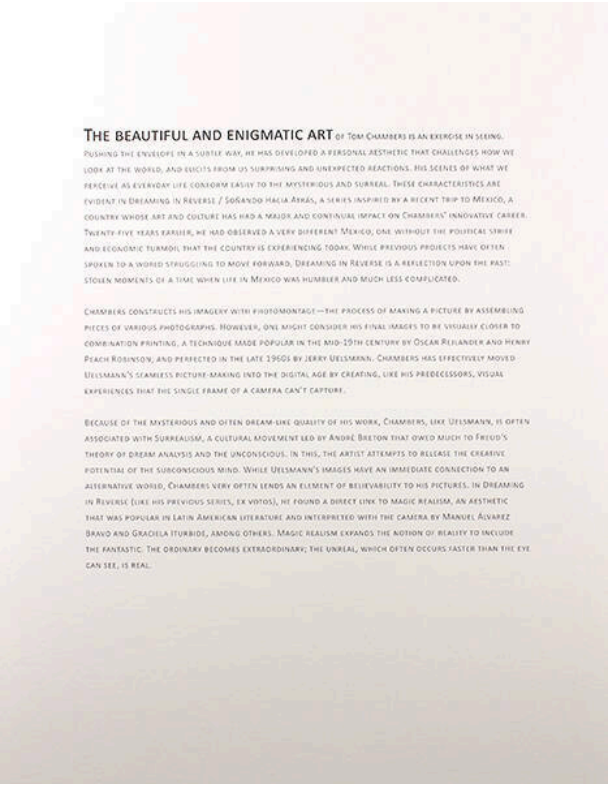 THE BEAUTIFUL AND ENIGMATIC ART OF TOM CHAMBERS IS AN EXERCISE IN SEEING.
PUSHING THE ENVELOPE IN A SUBTLE WAY, HE HAS DEVELOPED A PERSONAL AESTHETIC THAT CHALLENGES HOW WE
LOOK AT THE WORLD, AND ELICITS FROM US SURPRISING AND UNEXPECTED REACTIONS. HIS SCENES OF WHAT WE
PERCEIVE AS EVERYDAY LIFE CONFORM EASILY TO THE MYSTERIOUS AND SURREAL. THESE CHARACTERISTICS ARE
EVIDENT IN DREAMING IN REVERSE / SOÑANDO HACIA ATRÁS, A SERIES INSPIRED BY A RECENT TRIP TO MEXICO, A
COUNTRY WHOSE ART AND CULTURE HAS HAD A MAJOR AND CONTINUAL IMPACT ON CHAMBERS' INNOVATIVE CAREER.
TWENTY-FIVE YEARS EARLIER, HE HAD OBSERVED A VERY DIFFERENT MEXICO; ONE WITHOUT THE POLITICAL STRIFE
AND ECONOMIC TURMOIL THAT THE COUNTRY IS EXPERIENCING TODAY. WHILE PREVIOUS PROJECTS HAVE OFTEN
SPOKEN TO A WORLD STRUGGLING TO MOVE FORWARD, DREAMING IN REVERSE IS A REFLECTION UPON THE PAST:
STOLEN MOMENTS OF A TIME WHEN LIFE IN MEXICO WAS HUMBLER AND MUCH LESS COMPLICATED.
CHAMBERS CONSTRUCTS HIS IMAGERY WITH PHOTOMONTAGE—THE PROCESS OF MAKING A PICTURE BY ASSEMBLING
PIECES OF VARIOUS PHOTOGRAPHS. HOWEVER, ONE MIGHT CONSIDER HIS FINAL IMAGES TO BE VISUALLY CLOSER TO
COMBINATION PRINTING, A TECHNIQUE MADE POPULAR IN THE MID-19TH CENTURY BY OSCAR REJLANDER AND HENRY
PEACH ROBINSON, AND PERFECTED IN THE LATE 1960S BY JERRY UELSMANN. CHAMBERS HAS EFFECTIVELY MOVED
UELSMANN'S SEAMLESS PICTURE-MAKING INTO THE DIGITAL AGE BY CREATING, LIKE HIS PREDECESSORS, VISUAL
EXPERIENCES THAT THE SINGLE FRAME OF A CAMERA CAN'T CAPTURE.
BECAUSE OF THE MYSTERIOUS AND OFTEN DREAM-LIKE QUALITY OF HIS WORK, CHAMBERS, LIKE UELSMANN, IS OFTEN
ASSOCIATED WITH SURREALISM, A CULTURAL MOVEMENT LED BY ANDRÉ BRETON THAT OWED MUCH TO FREUD'S
THEORY OF DREAM ANALYSIS AND THE UNCONSCIOUS. IN THIS, THE ARTIST ATTEMPTS TO RELEASE THE CREATIVE
POTENTIAL OF THE SUBCONSCIOUS MIND. WHILE UELSMANN'S IMAGES HAVE AN IMMEDIATE CONNECTION TO AN
ALTERNATIVE WORLD, CHAMBERS VERY OFTEN LENDS AN ELEMENT OF BELIEVABILITY TO HIS PICTURES. IN DREAMING
IN REVERSE (LIKE HIS PREVIOUS SERIES, EX VOTOS), HE FOUND A DIRECT LINK TO MAGIC REALISM, AN AESTHETIC
THAT WAS POPULAR IN LATIN AMERICAN LITERATURE AND INTERPRETED WITH THE CAMERA BY MANUEL ÁLVAREZ
BRAVO AND GRACIELA ITURBIDE, AMONG OTHERS. MAGIC REALISM EXPANDS THE NOTION OF REALITY TO INCLUDE
THE FANTASTIC. THE ORDINARY BECOMES EXTRAORDINARY; THE UNREAL, WHICH OFTEN OCCURS FASTER THAN THE EYE
CAN SEE, IS REAL.